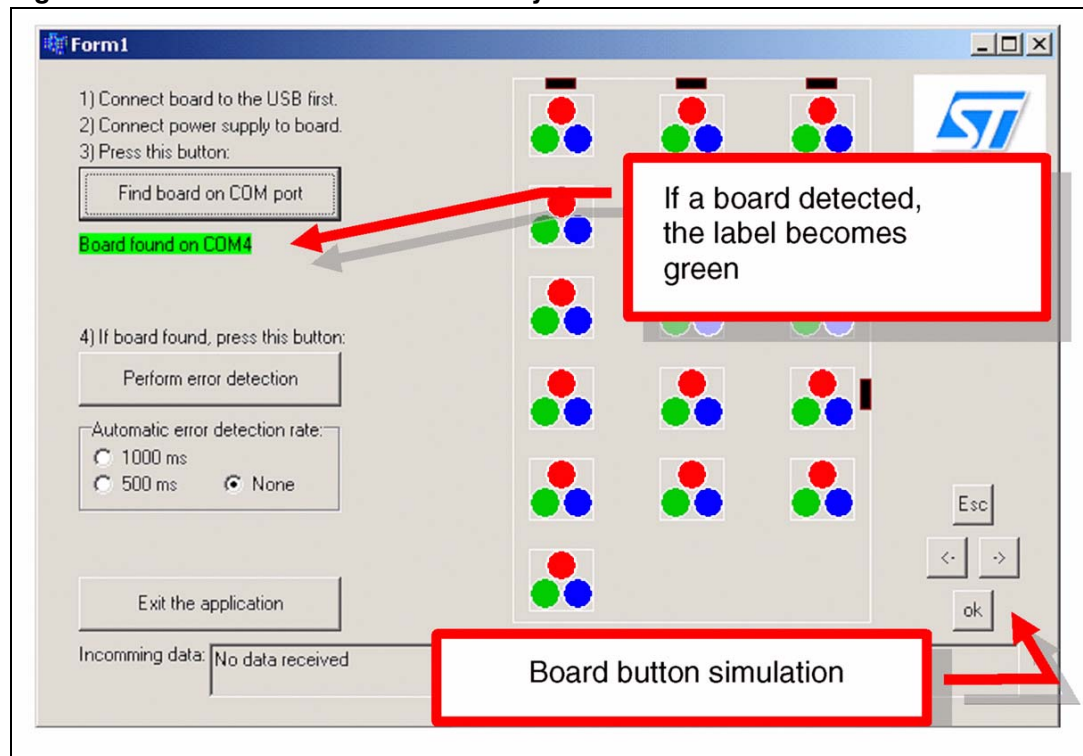 Form1
1) Connect board to the USB first.
2) Connect power supply to board.
3) Press this button:
Find board on COM port
Board found on COM4
4) If board found, press this button:
Perform error detection
Automatic error detection rate:
1000 ms
500 ms
None
Exit the application
Incomming data:
No data received
ST
If a board detected,
the label becomes
green
Esc
<-
->
ok
Board button simulation